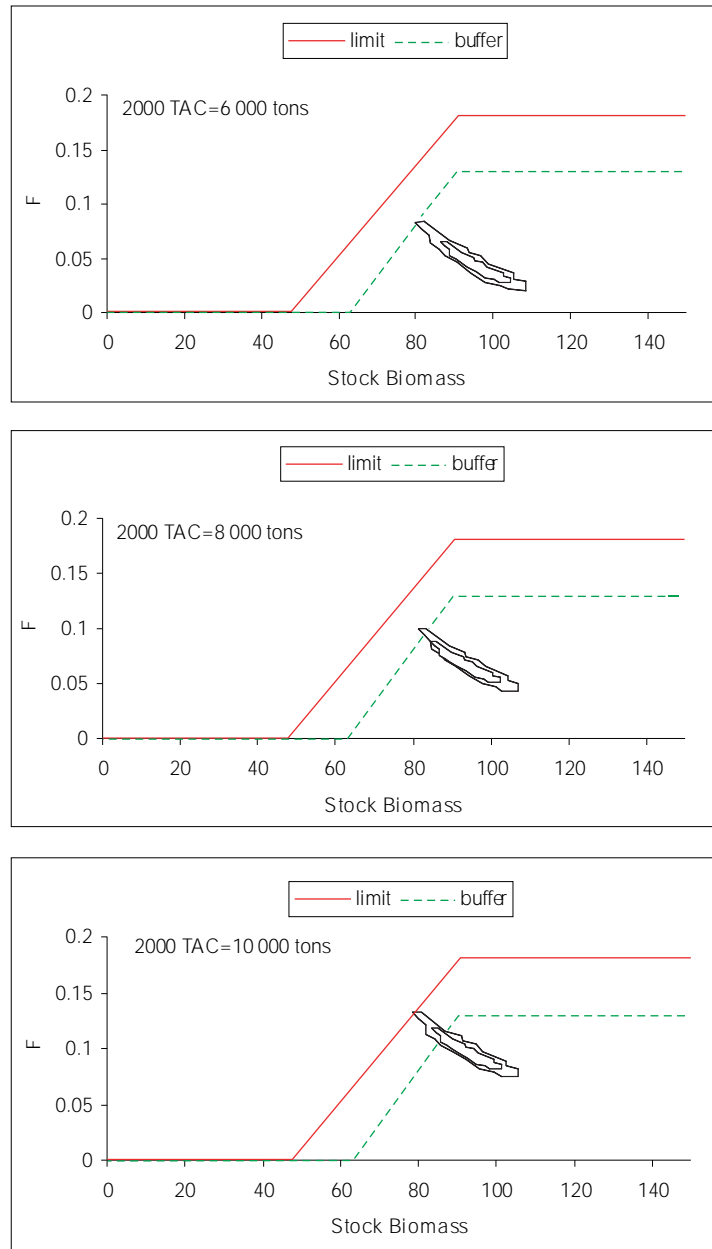 limit buffer
0.2
2000 TAC=6 000 tons
0.15
F
0.1
0.05
0
0 20 40 60 80 100 120 140
Stock Biomass
limit buffer
0.2
2000 TAC=8 000 tons
0.15
F
0.1
0.05
0
0 20 40 60 80 100 120 140
Stock Biomass
limit buffer
0.2
2000 TAC=10 000 tons
0.15
F
0.1
0.05
0
0 20 40 60 80 100 120 140
Stock Biomass